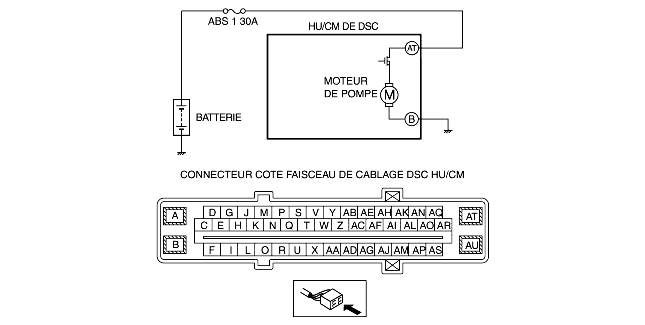 ABS 1 30A
HU/CM DE DSC
AT
MOTEUR
DE POMPE
M
B
BATTERIE
CONNECTEUR COTE FAISCEAU DE CABLAGE DSC HU/CM
A D G J M P S V Y AB AE AH AK AN AQ AT
C E H K N Q T W Z AC AF AI AL AO AR
B F I L O R U X AA AD AG AJ AM AP AS AU